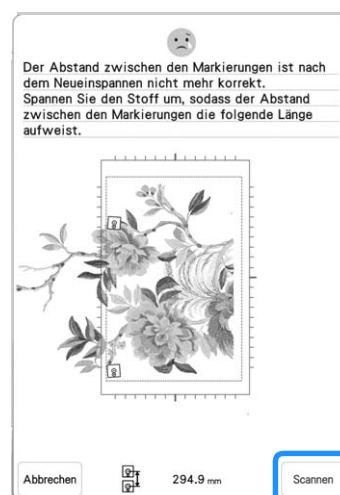 Der Abstand zwischen den Markierungen ist nach
dem Neueinspannen nicht mehr korrekt.
Spannen Sie den Stoff um, sodass der Abstand
zwischen den Markierungen die folgende Länge
aufweist.
Abbrechen
294.9 mm
Scannen